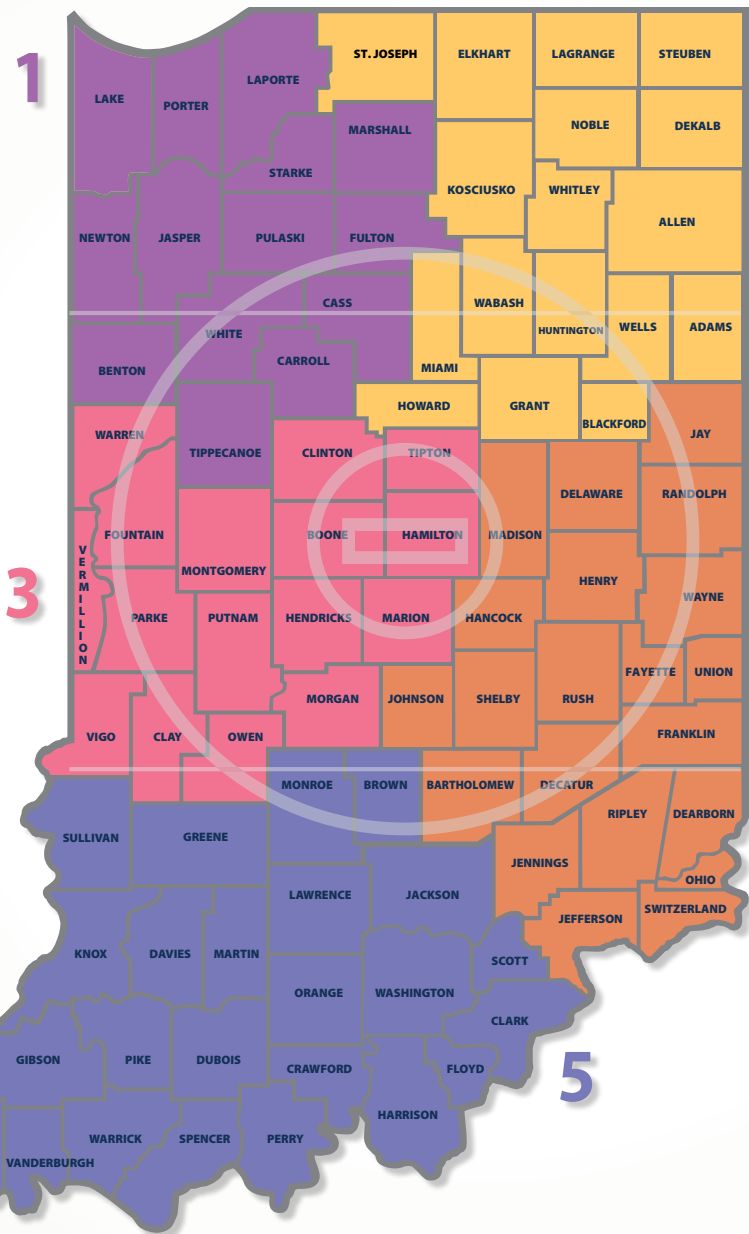 1
LAKE
PORTER
LAPORTE
ST. JOSEPH
ELKHART
LAGRANGE
STEUBEN
MARSHALL
NOBLE
DEKALB
STARKE
KOSCIUSKO
WHITLEY
ALLEN
NEWTON
JASPER
PULASKI
FULTON
CASS
WABASH
HUNTINGTON
WELLS
ADAMS
WHITE
CARROLL
BENTON
MIAMI
HOWARD
GRANT
BLACKFORD
JAY
WARREN
TIPPECANOE
CLINTON
TIPTON
DELAWARE
RANDOLPH
FOUNTAIN
BOONE
HAMILTON
MADISON
MONTGOMERY
HENRY
3
VERMILLION
PARKE
PUTNAM
HENDRICKS
MARION
HANCOCK
WAYNE
FAYETTE
UNION
MORGAN
JOHNSON
SHELBY
RUSH
VIGO
CLAY
OWEN
FRANKLIN
MONROE
BROWN
BARTHOLOMEW
DECATUR
SULLIVAN
GREENE
RIPLEY
DEARBORN
JENNINGS
OHIO
LAWRENCE
JACKSON
JEFFERSON
SWITZERLAND
KNOX
DAVIES
MARTIN
SCOTT
ORANGE
WASHINGTON
CLARK
GIBSON
PIKE
DUBOIS
CRAWFORD
FLOYD
5
HARRISON
WARRICK
SPENCER
PERRY
VANDERBURGH